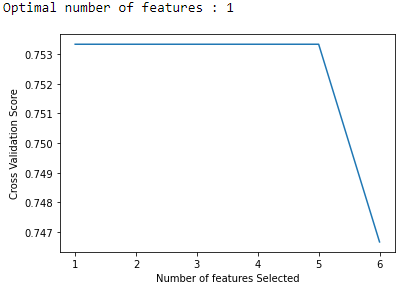 Optimal number of features : 1
0.753
0.752
0.751
0.750
0.749
0.748
0.747
Cross Validation Score
1 2 3 4 5 6
Number of features Selected